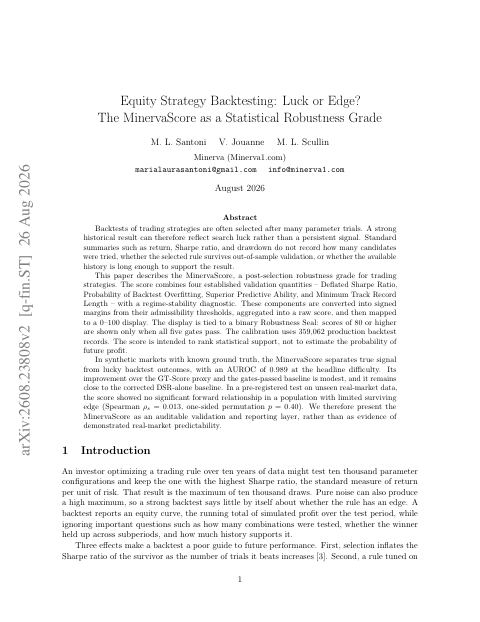 Equity Strategy Backtesting: Luck or Edge?
The MinervaScore as a Statistical Robustness Grade
M. L. Santoni V. Jouanne M. L. Scullin
Minerva (Minerva1.com)
marialaurasantoni@gmail.com info@minerva1.com
August 2026
Abstract
Backtests of trading strategies are often selected after many parameter trials. A strong
historical result can therefore reflect search luck rather than a persistent signal. Standard
summaries such as return, Sharpe ratio, and drawdown do not record how many candidates
were tried, whether the selected rule survives out-of-sample validation, or whether the available
history is long enough to support the result.
This paper describes the MinervaScore, a post-selection robustness grade for trading
strategies. The score combines four established validation quantities – Deflated Sharpe Ratio,
Probability of Backtest Overfitting, Superior Predictive Ability, and Minimum Track Record
Length – with a regime-stability diagnostic. These components are converted into signed
margins from their admissibility thresholds, aggregated into a raw score, and then mapped
to a 0–100 display. The display is tied to a binary Robustness Seal: scores of 80 or higher
are shown only when all five gates pass. The calibration uses 359,062 production backtest
records. The score is intended to rank statistical support, not to estimate the probability of
future profit.
In synthetic markets with known ground truth, the MinervaScore separates true signal
from lucky backtest outcomes, with an AUROC of 0.989 at the headline difficulty. Its
improvement over the GT-Score proxy and the gates-passed baseline is modest, and it remains
close to the corrected DSR-alone baseline. In a pre-registered test on unseen real-market data,
the score showed no significant forward relationship in a population with limited surviving
edge (Spearman ρs = 0.013, one-sided permutation p = 0.40). We therefore present the
MinervaScore as an auditable validation and reporting layer, rather than as evidence of
demonstrated real-market predictability.
1 Introduction
An investor optimizing a trading rule over ten years of data might test ten thousand parameter
configurations and keep the one with the highest Sharpe ratio, the standard measure of return
per unit of risk. That result is the maximum of ten thousand draws. Pure noise can also produce
a high maximum, so a strong backtest says little by itself about whether the rule has an edge. A
backtest reports an equity curve, the running total of simulated profit over the test period, while
ignoring important questions such as how many combinations were tested, whether the winner
held up across subperiods, and how much history supports it.
Three effects make a backtest a poor guide to future performance. First, selection inflates the
Sharpe ratio of the survivor as the number of trials it beats increases [3]. Second, a rule tuned on
1
arXiv:2608.23808v2 [q-fin.ST] 26 Aug 2026